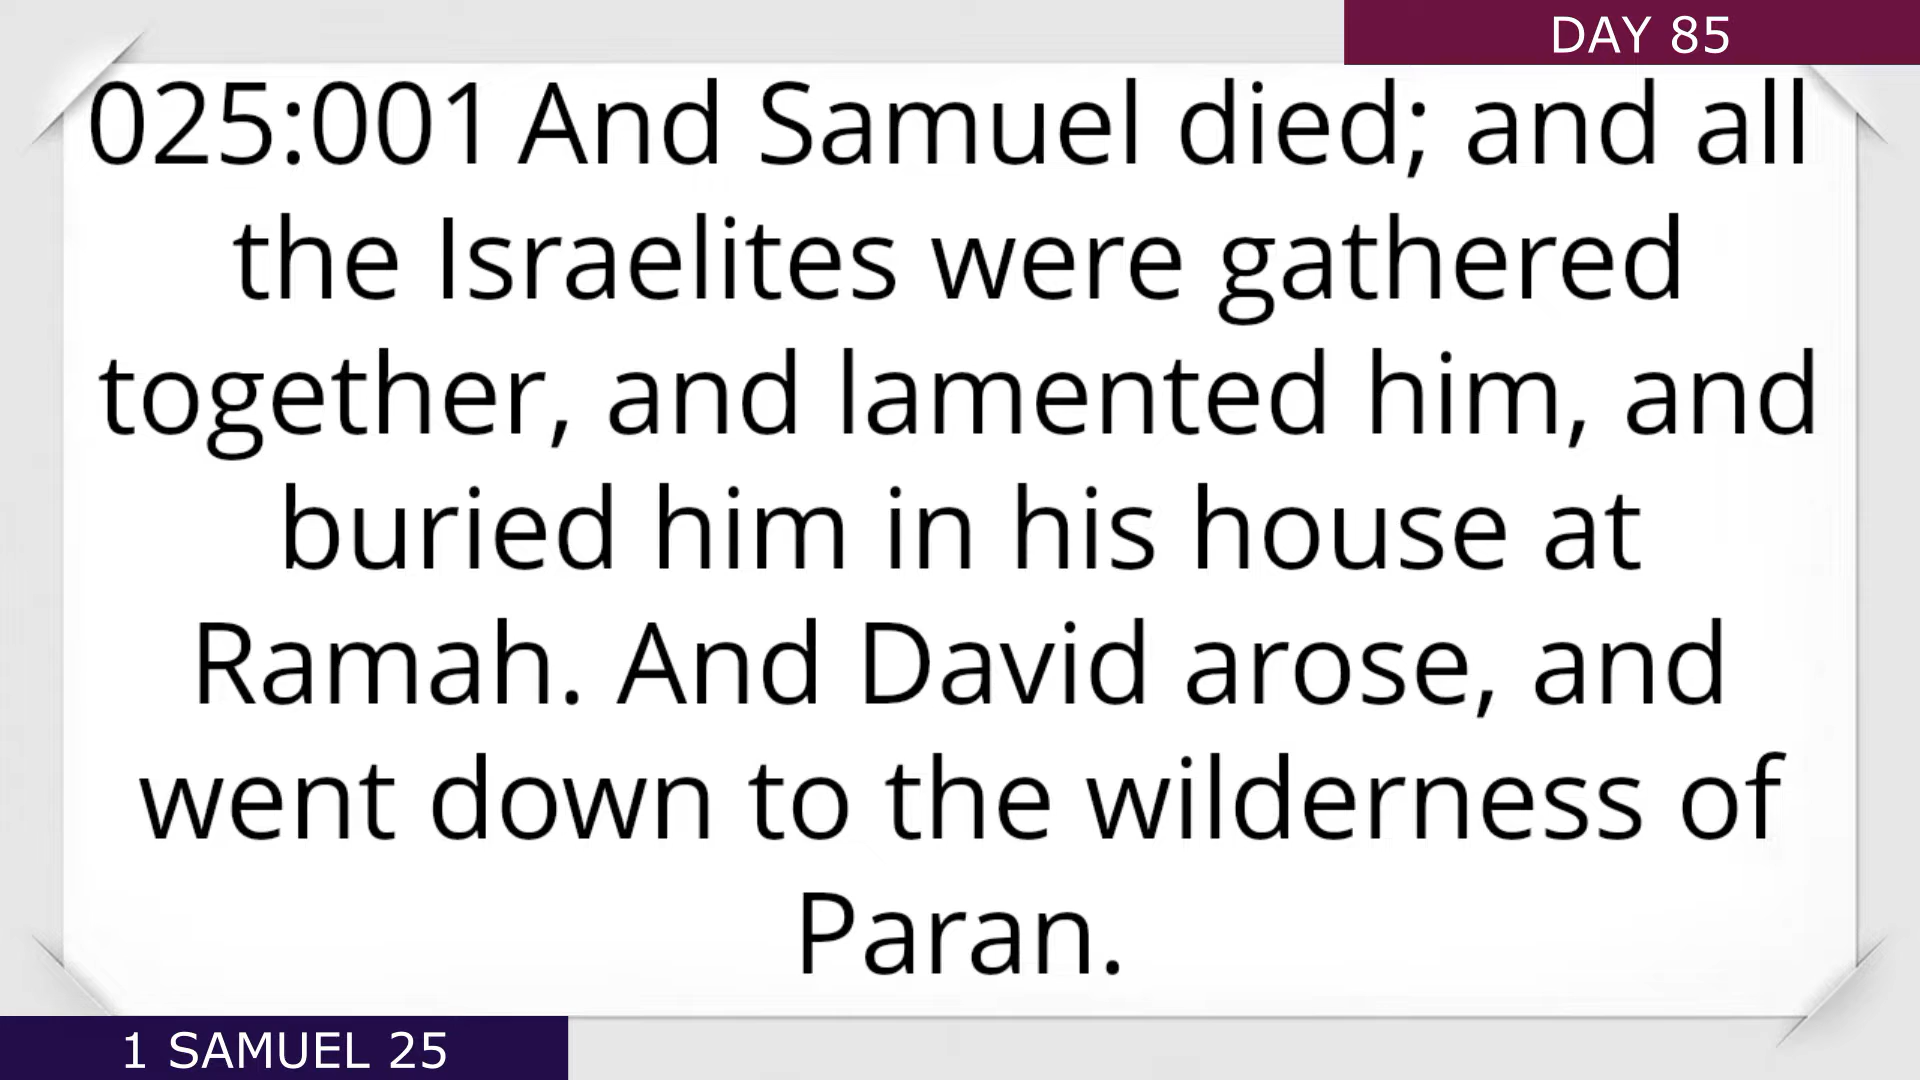 DAY 85
025:001 And Samuel died; and all
the Israelites were gathered
together, and lamented him, and
buried him in his house at
Ramah. And David arose, and
went down to the wilderness of
Paran.
1 SAMUEL 25